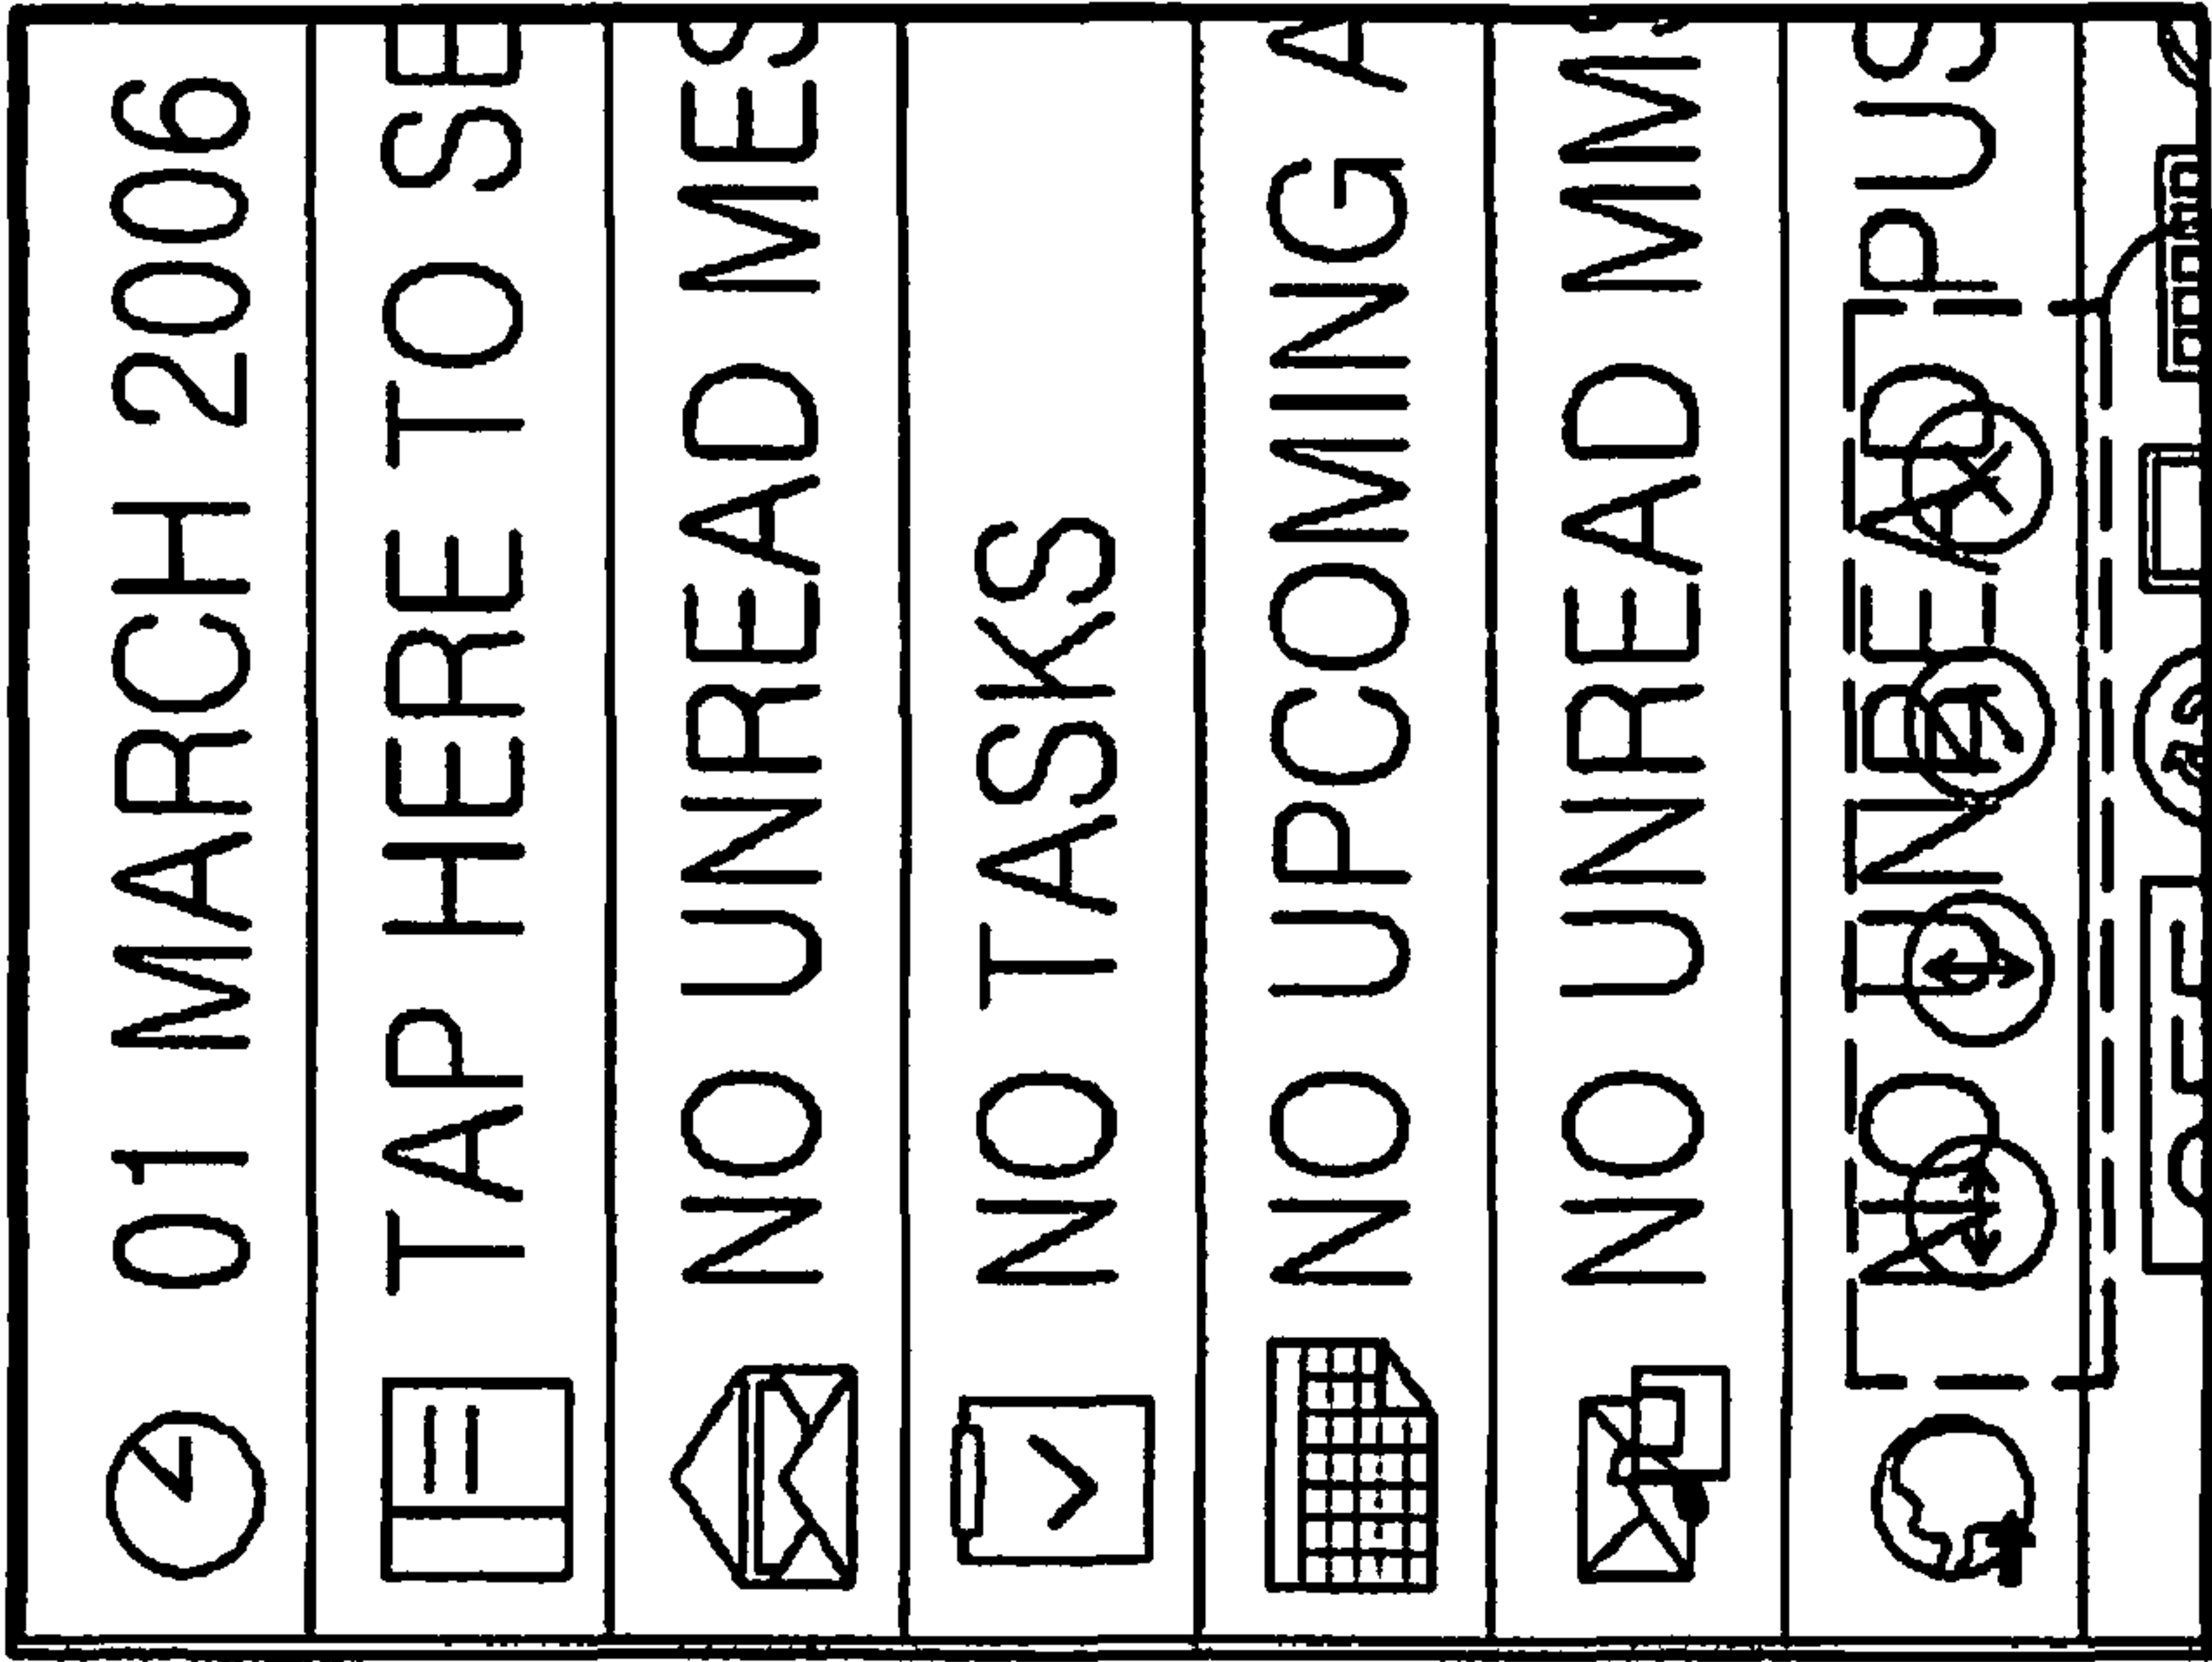 01 MARCH 2006
TAP HERE TO SE
NO UNREAD MES
NO TASKS
NO UPCOMING A
NO UNREAD MM
NO UNREAD PUS